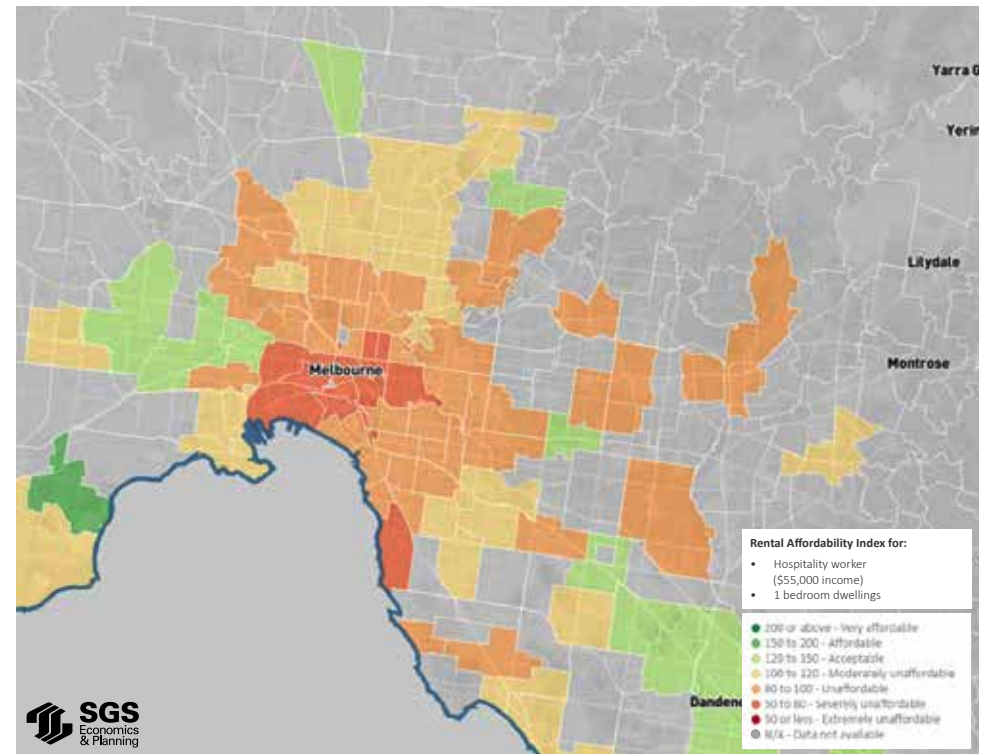 Yarra G
Yerin
Lilydale
Montrose
Melbourne
Dandeno
Rental Affordability Index for:
• Hospitality worker
($55,000 income)
• 1 bedroom dwellings
200 or above - Very affordable
150 to 200 - Affordable
120 to 150 - Acceptable
100 to 120 - Moderately unaffordable
80 to 100 - Unaffordable
50 to 80 - Severely unaffordable
50 or less - Extremely unaffordable
N/A - Data not available
SGS
Economics
& Planning